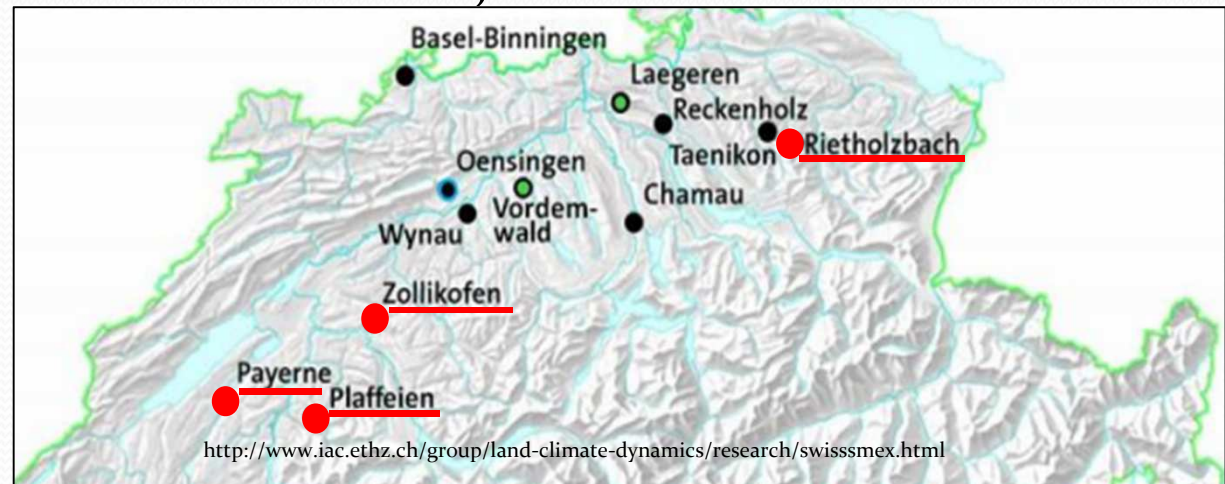 Basel-Binningen
Laegeren
Reckenholz
Taenikon
Rietholzbach
Oensingen
Vordem-
wald
Chamau
Wynau
Zollikofen
Payerne
Plaffeien
http://www.iac.ethz.ch/group/land-climate-dynamics/research/swisssmex.html